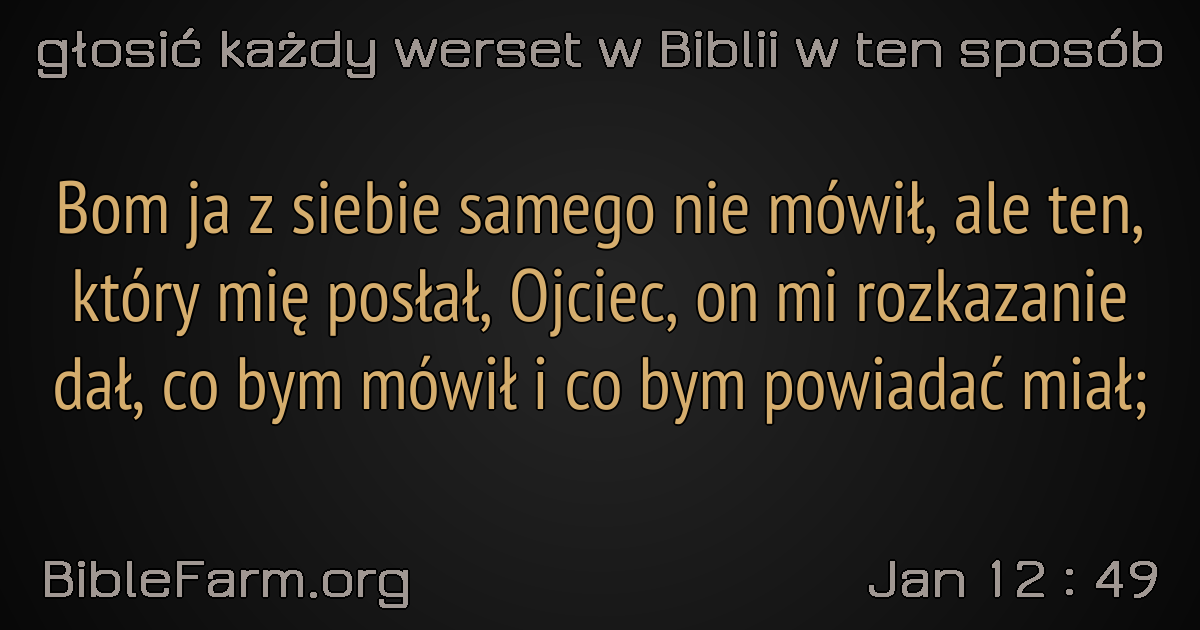 głosić każdy werset w Biblii w ten sposób
Bom ja z siebie samego nie mówił, ale ten,
który mię posłał, Ojciec, on mi rozkazanie
dał, co bym mówił i co bym powiadać miał;
BibleFarm.org
Jan 12 : 49